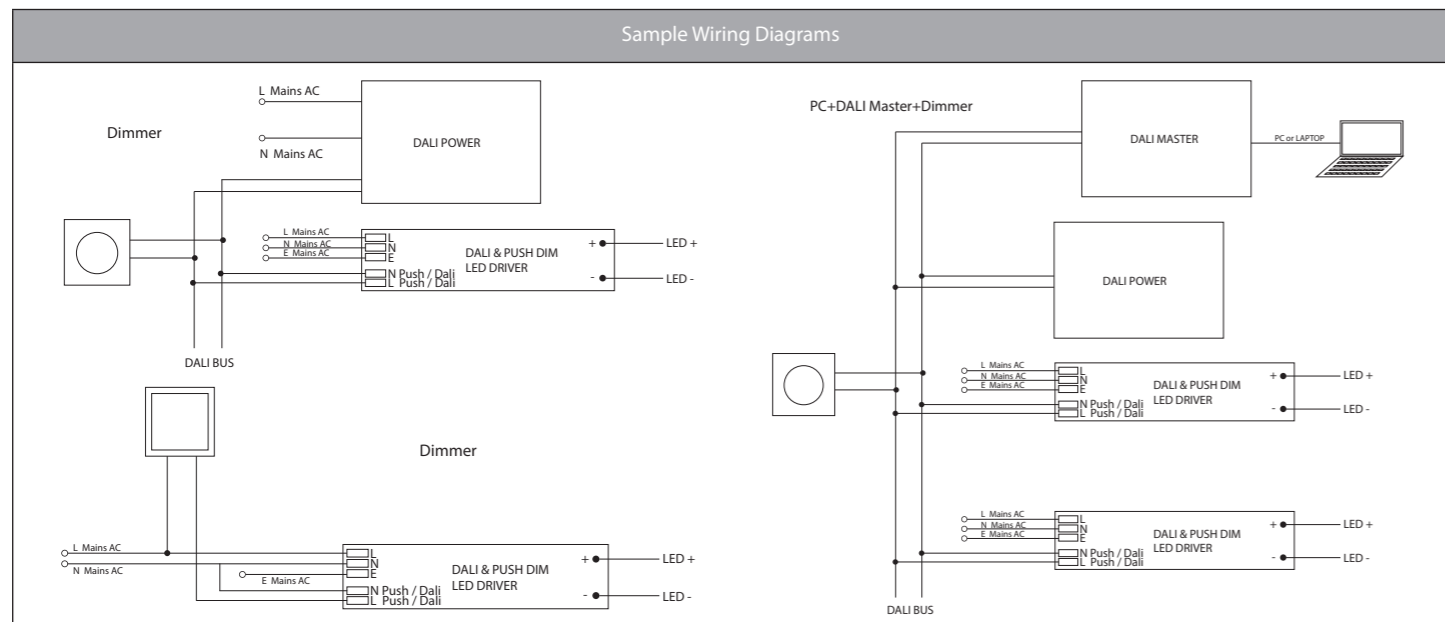 Sample Wiring Diagrams
L Mains AC
Dimmer
N Mains AC
DALI POWER
L Mains AC
N Mains AC
E Mains AC
L
N
E
N Push / Dali
L Push / Dali
DALI & PUSH DIM
LED DRIVER
+
-
LED +
LED -
DALI BUS
Dimmer
L Mains AC
N Mains AC
E Mains AC
L
N
E
N Push / Dali
L Push / Dali
DALI & PUSH DIM
LED DRIVER
+
-
LED +
LED -
PC+DALI Master+Dimmer
DALI MASTER
PC or LAPTOP
DALI POWER
L Mains AC
N Mains AC
E Mains AC
L
N
E
N Push / Dali
L Push / Dali
DALI & PUSH DIM
LED DRIVER
+
-
LED +
LED -
L Mains AC
N Mains AC
E Mains AC
L
N
E
N Push / Dali
L Push / Dali
DALI & PUSH DIM
LED DRIVER
+
-
LED +
LED -
DALI BUS